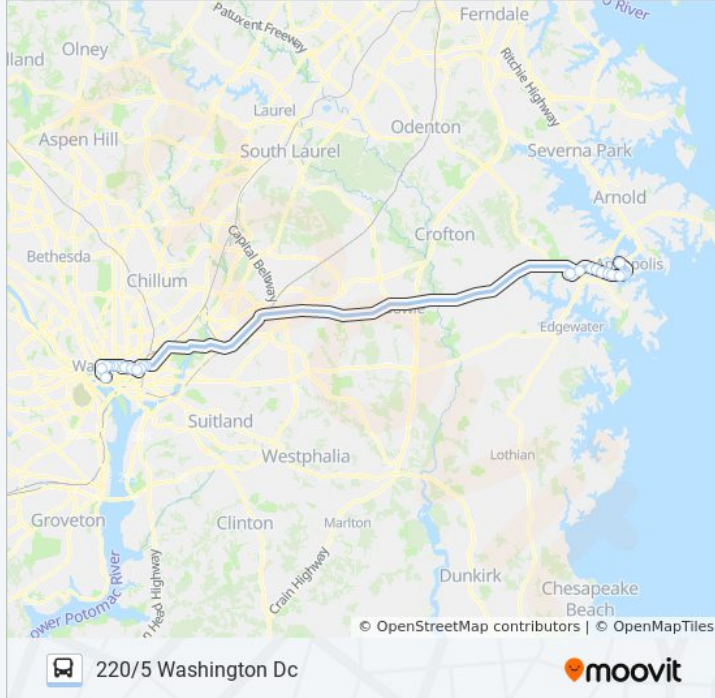 River
Ferndale
Patuxent Freeway
lland
Olney
Ritchie Highway
Laurel
Odenton
Aspen Hill
South Laurel
Severna Park
Arnold
Capital Beltway
Crofton
Bethesda
Chillum
Edgewater
Suitland
Westphalia
Lothian
Groveton
Clinton
Marlton
Crain Highway
ower Potomac River
n Head Highway
Dunkirk
Chesapeake
Beach
© OpenStreetMap contributors | © OpenMapTiles
220/5 Washington Dc
moovit